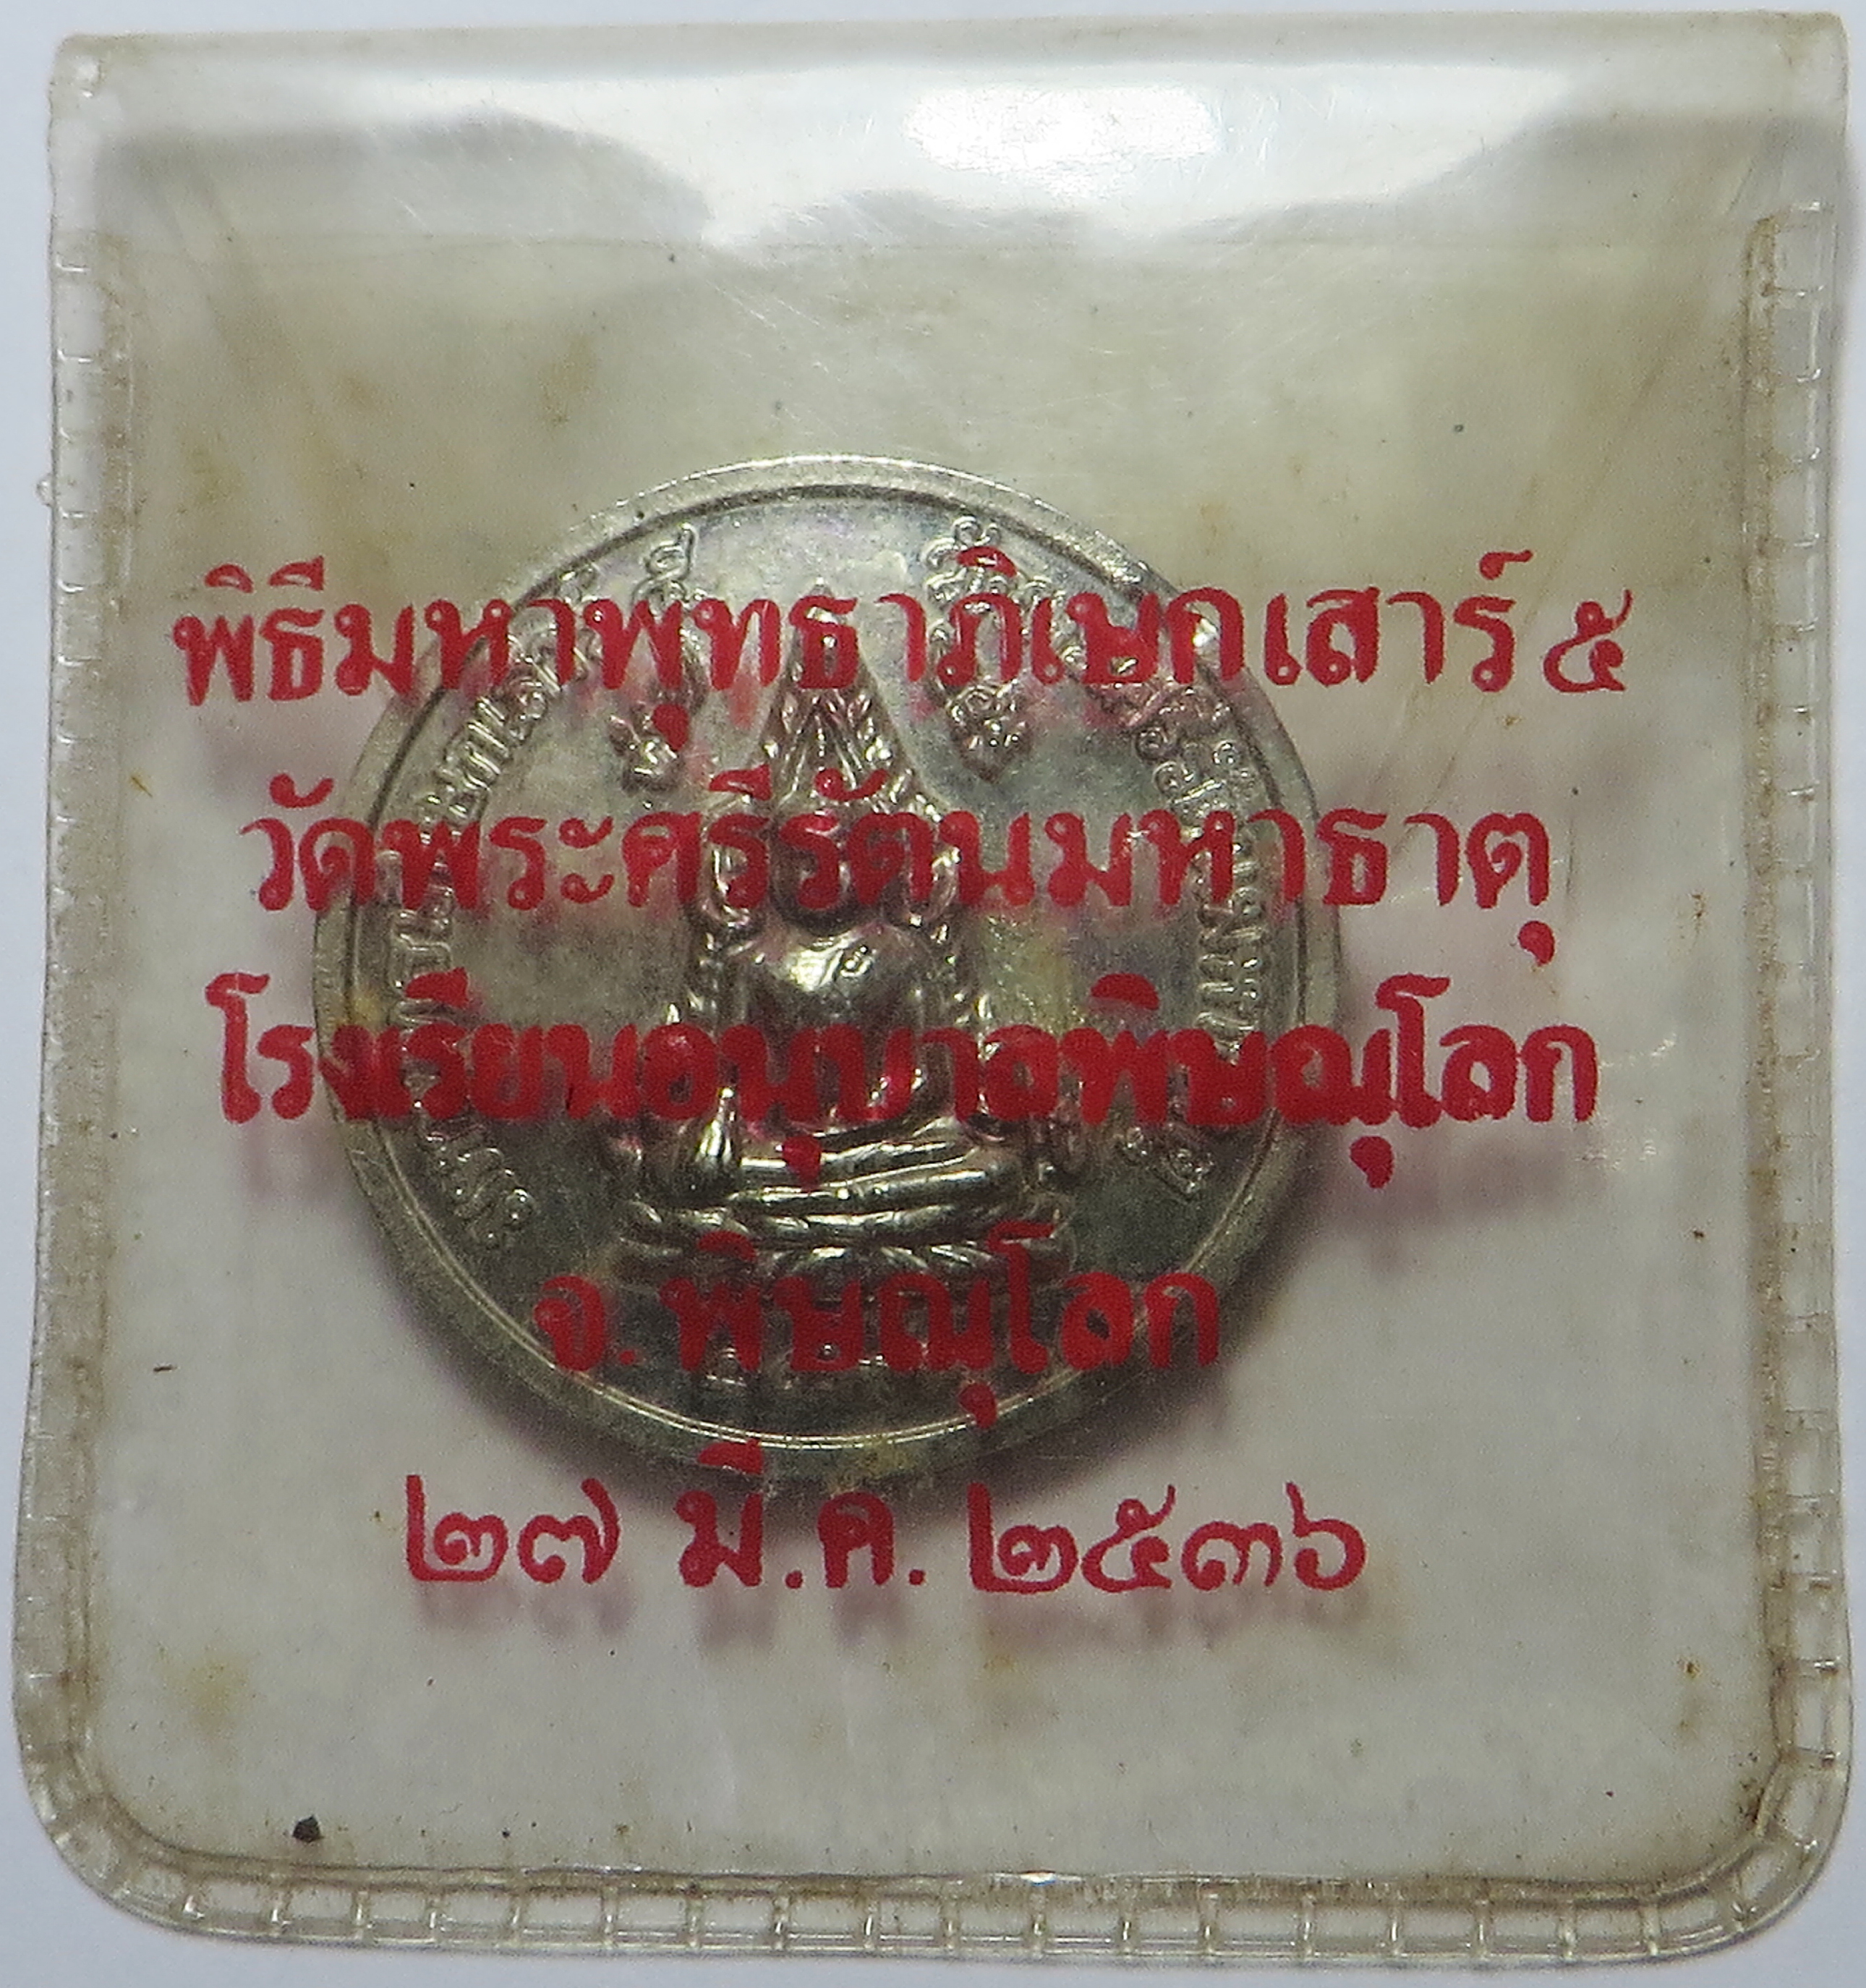 พิธีมหาพุทธาภิเษกเสาร์ ๕
วัดพระศรีรัตนมหาธาตุ
โรงเรียนอนุบาลพิษณุโลก
จ. พิษณุโลก
๒๗ มี.ค. ๒๕๓๖